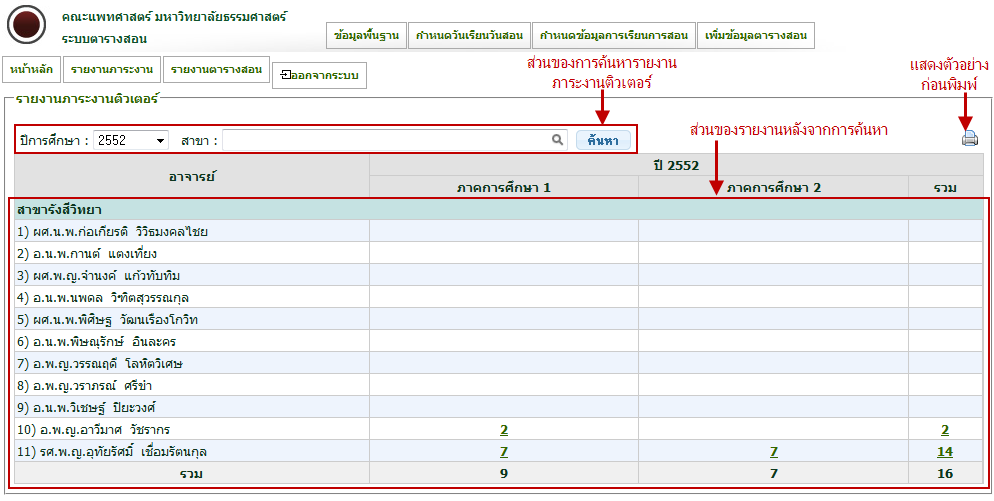 คณะแพทศาสตร์ มหาวิทยาลัยธรรมศาสตร์
ระบบตารางสอน
ข้อมูลพื้นฐาน กำหนดวันเรียนวันสอน กำหนดข้อมูลการเรียนการสอน เพิ่มข้อมูลตารางสอน
หน้าหลัก รายงานภาระงาน รายงานตารางสอน ออกจากระบบ
ส่วนของการค้นหารายงาน
ภาระงานติวเตอร์
แสดงตัวอย่าง
ก่อนพิมพ์
รายงานภาระงานติวเตอร์
ส่วนของรายงานหลังจากการค้นหา
ปีการศึกษา : 2552 สาขา : ค้นหา
อาจารย์ ปี 2552
ภาคการศึกษา 1 ภาคการศึกษา 2 รวม
สาขารังสีวิทยา
1) ผศ.น.พ.ก่อเกียรติ วิวิธมงคลไชย
2) อ.น.พ.กานต์ แตงเที่ยง
3) ผศ.พ.ญ.จำนงค์ แก้วทับทิม
4) อ.น.พ.นพดล วิฑิตสุวรรณกุล
5) ผศ.น.พ.พิศิษฐ วัฒนเรืองโกวิท
6) อ.น.พ.พิษณุรักษ์ อินละคร
7) อ.พ.ญ.วรรณฤดี โลหิตวิเศษ
8) อ.พ.ญ.วราภรณ์ ศรีขำ
9) อ.น.พ.วิเชษฐ์ ปิยะวงศ์
10) อ.พ.ญ.อาวีมาศ วัชรากร 2 2
11) รศ.พ.ญ.อุทัยรัศมิ์ เชื่อมรัตนกุล 7 7 14
รวม 9 7 16